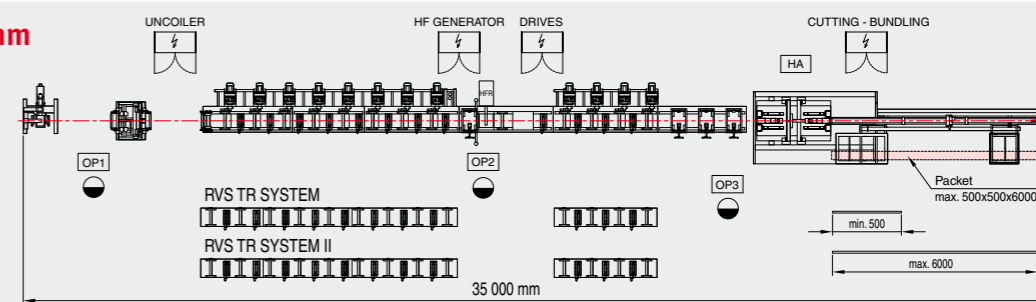 mm
UNCOILER
HF GENERATOR
DRIVES
CUTTING - BUNDLING
HA
HFR
OP1
OP2
OP3
RVS TR SYSTEM
RVS TR SYSTEM II
Packet
max. 500x500x6000
min. 500
max. 6000
35 000 mm